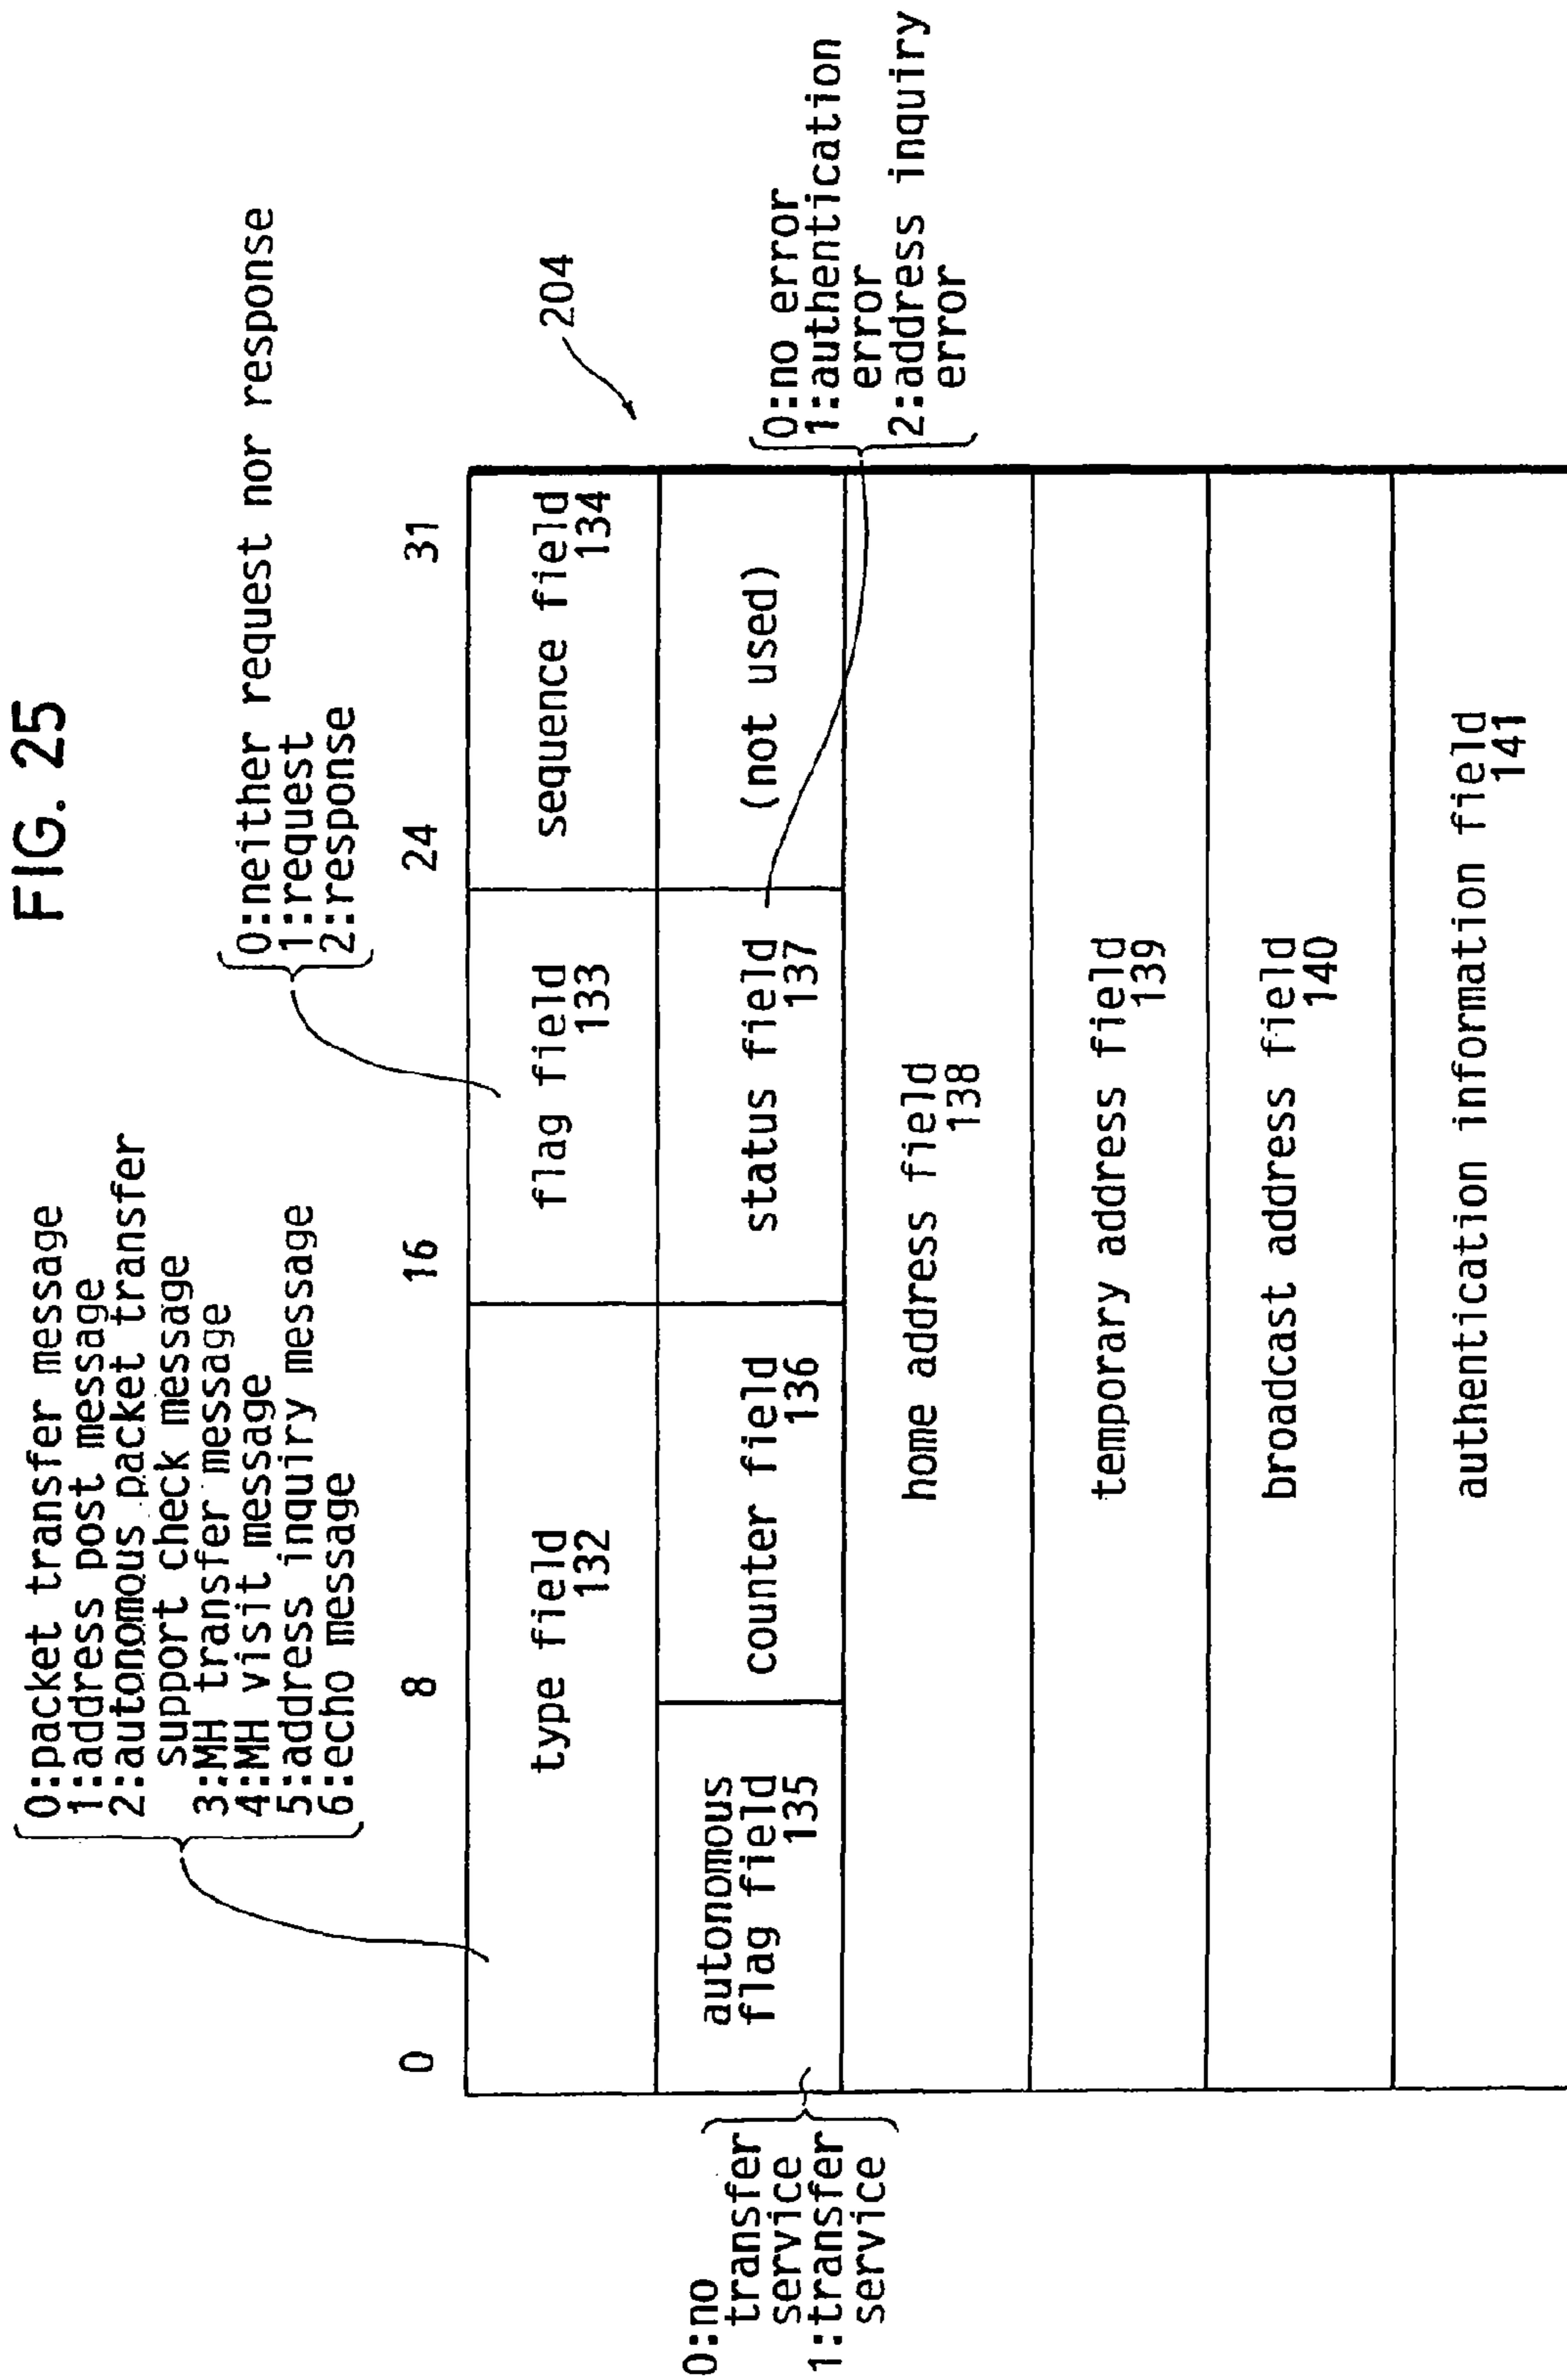 FIG. 25
0:packet transfer message
1:address post message
2:autonomous packet transfer
support check message
3:MH transfer message
4:MH visit message
5:address inquiry message
6:echo message
0:neither request nor response
1:request
2:response
0
8
16
24
31
204
type field
132
flag field
133
sequence field
134
0:no
transfer
service
1:transfer
service
autonomous
flag field
135
counter field
136
status field
137
(not used)
0:no error
1:authentication
error
2:address inquiry
error
home address field
138
temporary address field
139
broadcast address field
140
authentication information field
141